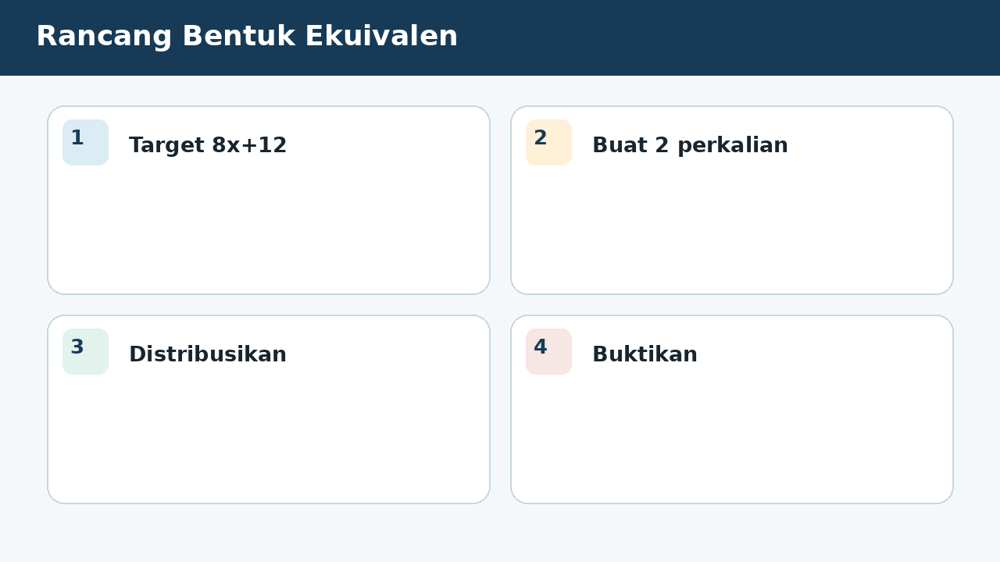 Rancang Bentuk Ekuivalen
1
Target 8x+12
2
Buat 2 perkalian
3
Distribusikan
4
Buktikan